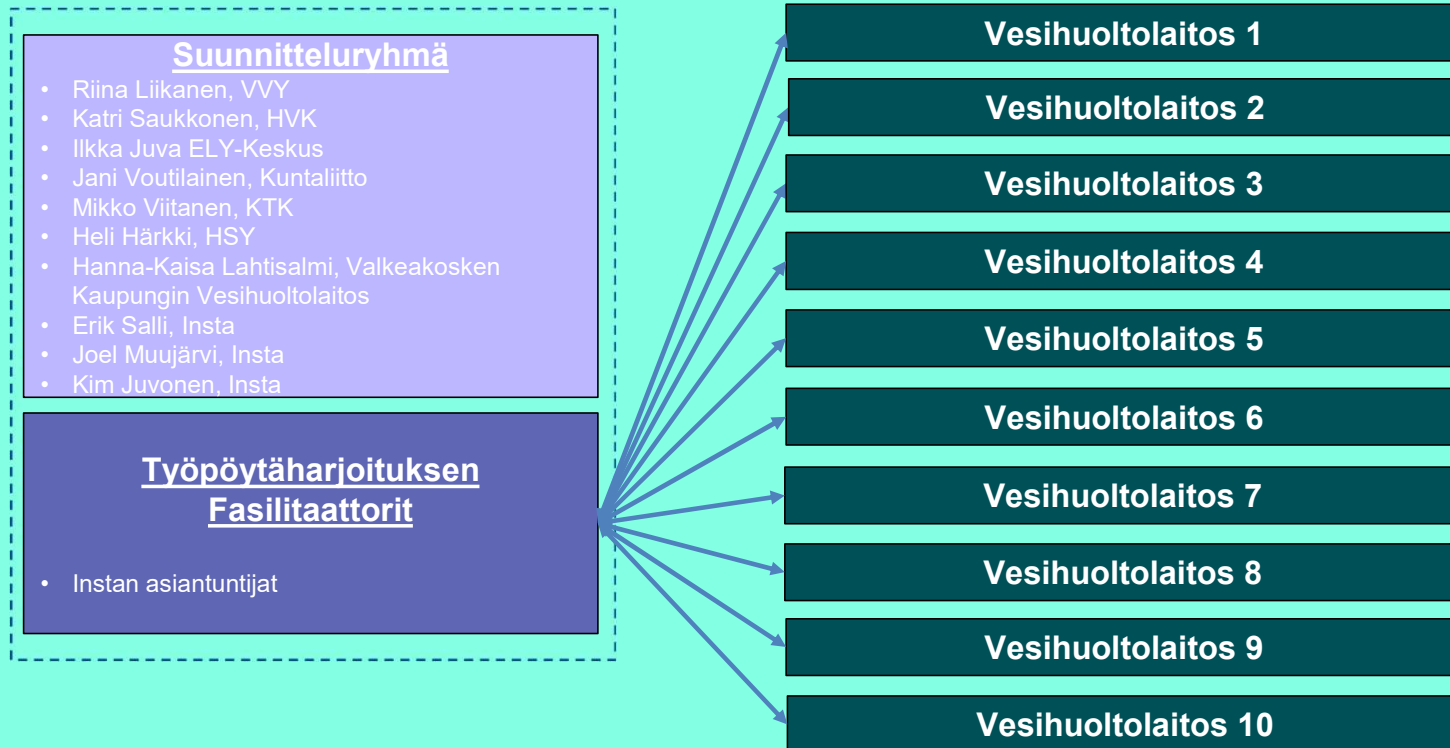 Suunnitteluryhmä
• Riina Liikanen, VVY
• Katri Saukkonen, HVK
• Ilkka Juva ELY-Keskus
• Jani Voutilainen, Kuntaliitto
• Mikko Viitanen, KTK
• Heli Härkki, HSY
• Hanna-Kaisa Lahtisalmi, Valkeakosken
Kaupungin Vesihuoltolaitos
• Erik Salli, Insta
• Joel Muujärvi, Insta
• Kim Juvonen, Insta
Työpöytäharjoituksen
Fasilitaattorit
• Instan asiantuntijat
Vesihuoltolaitos 1
Vesihuoltolaitos 2
Vesihuoltolaitos 3
Vesihuoltolaitos 4
Vesihuoltolaitos 5
Vesihuoltolaitos 6
Vesihuoltolaitos 7
Vesihuoltolaitos 8
Vesihuoltolaitos 9
Vesihuoltolaitos 10